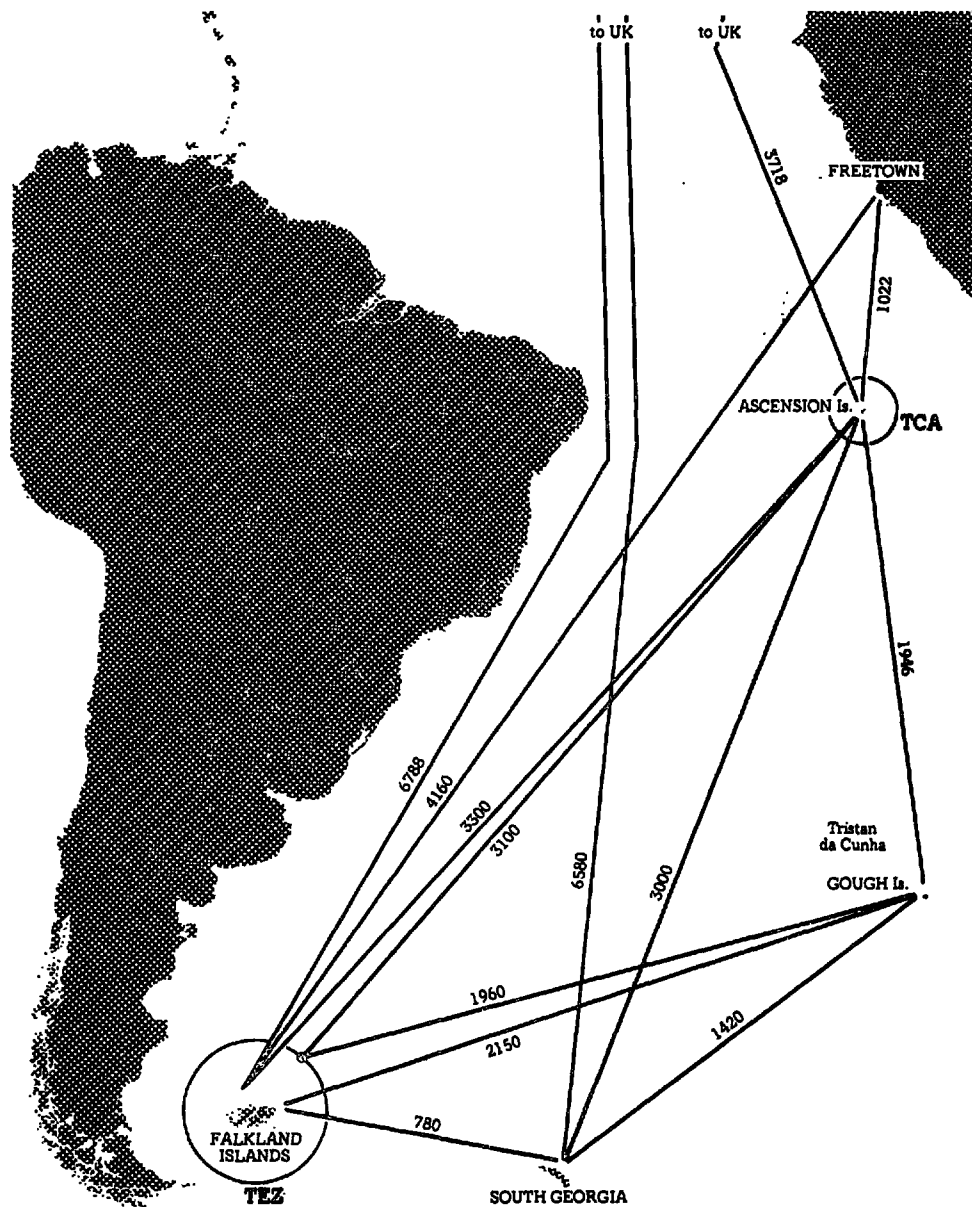 to UK
to UK
3718
FREETOWN
1022
ASCENSION Is.
TCA
1946
6788
4160
3300
3100
6580
3000
Tristan
da Cunha
GOUGH Is.
1960
2150
1420
780
FALKLAND
ISLANDS
TEZ
SOUTH GEORGIA